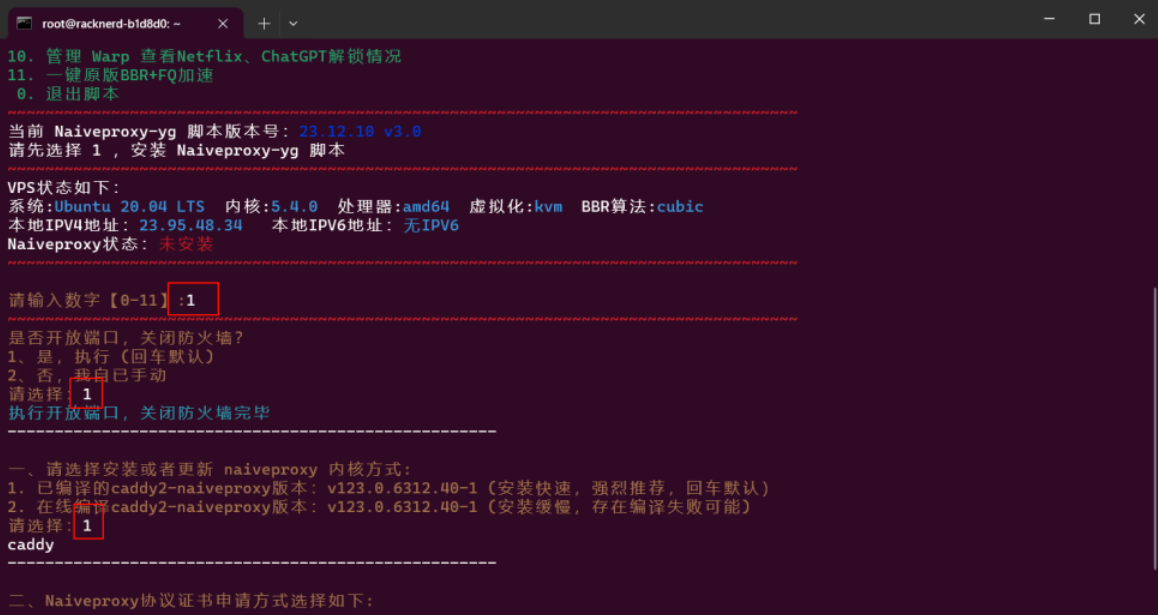 root@racknerd-b1d8d0: ~
10. 管理 Warp 查看Netflix、ChatGPT解锁情况
11. 一键原版BBR+FQ加速
0. 退出脚本
~~~~~~~~~~~~~~~~~~~~~~~~~~~~~~~~~~~~~~~~~~~~~~~~~~~~~~~~~~~~~~~~~~~~~~~~~~~~~~~~~~~~
当前 Naiveproxy-yg 脚本版本号：23.12.10 v3.0
请先选择 1 ，安装 Naiveproxy-yg 脚本
~~~~~~~~~~~~~~~~~~~~~~~~~~~~~~~~~~~~~~~~~~~~~~~~~~~~~~~~~~~~~~~~~~~~~~~~~~~~~~~~~~~~
VPS状态如下：
系统:Ubuntu 20.04 LTS 内核:5.4.0 处理器:amd64 虚拟化:kvm BBR算法:cubic
本地IPV4地址：23.95.48.34 本地IPV6地址：无IPV6
Naiveproxy状态：未安装
~~~~~~~~~~~~~~~~~~~~~~~~~~~~~~~~~~~~~~~~~~~~~~~~~~~~~~~~~~~~~~~~~~~~~~~~~~~~~~~~~~~~
请输入数字【0-11】:1
~~~~~~~~~~~~~~~~~~~~~~~~~~~~~~~~~~~~~~~~~~~~~~~~~~~~~~~~~~~~~~~~~~~~~~~~~~~~~~~~~~~~
是否开放端口，关闭防火墙？
1、是，执行（回车默认）
2、否，我自已手动
请选择：1
执行开放端口，关闭防火墙完毕
----------------------------------------------------
一、请选择安装或者更新 naiveproxy 内核方式:
1. 已编译的caddy2-naiveproxy版本：v123.0.6312.40-1（安装快速，强烈推荐，回车默认）
2. 在线编译caddy2-naiveproxy版本：v123.0.6312.40-1（安装缓慢，存在编译失败可能）
请选择：1
caddy
----------------------------------------------------
二、Naiveproxy协议证书申请方式选择如下: